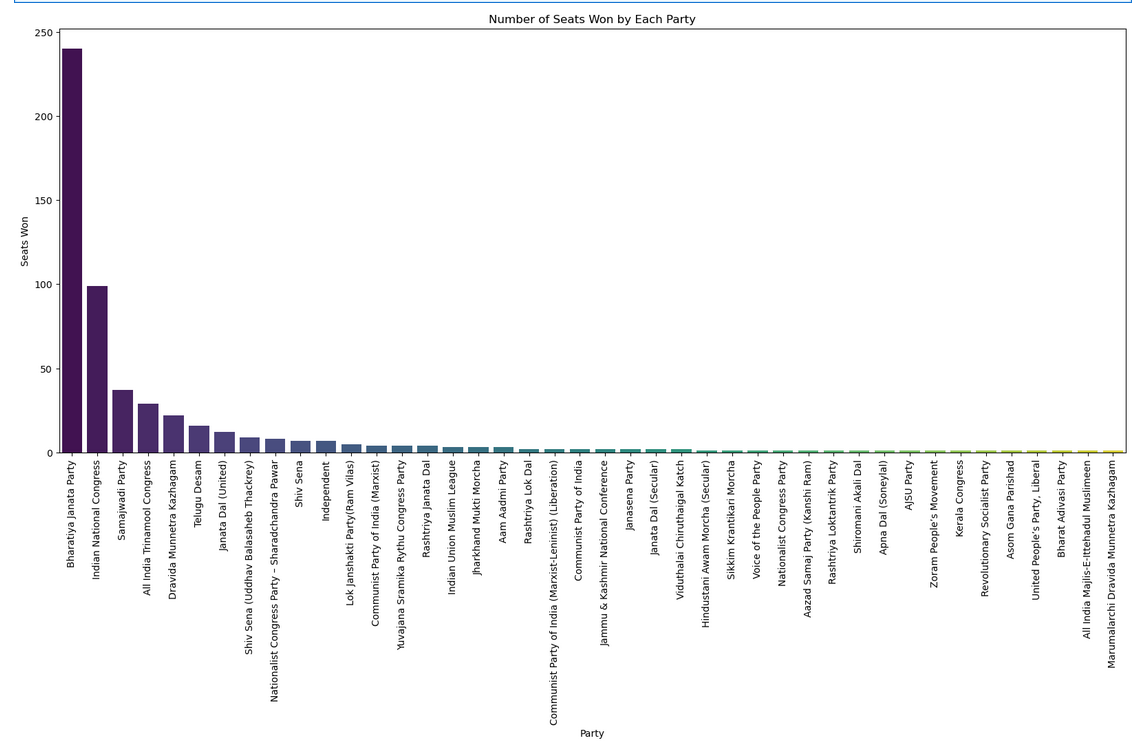 Number of Seats Won by Each Party
250
200
150
100
50
0
Seats Won
Bharatiya Janata Party
Indian National Congress
Samajwadi Party
All India Trinamool Congress
Dravida Munnetra Kazhagam
Telugu Desam
Janata Dal (United)
Shiv Sena (Uddhav Balasaheb Thackrey)
Nationalist Congress Party – Sharadchandra Pawar
Shiv Sena
Independent
Lok Janshakti Party(Ram Vilas)
Communist Party of India (Marxist)
Yuvajana Sramika Rythu Congress Party
Rashtriya Janata Dal
Indian Union Muslim League
Jharkhand Mukti Morcha
Aam Aadmi Party
Rashtriya Lok Dal
Communist Party of India (Marxist-Leninist) (Liberation)
Communist Party of India
Jammu & Kashmir National Conference
Janasena Party
Janata Dal (Secular)
Viduthalai Chiruthaigal Katch
Hindustani Awam Morcha (Secular)
Sikkim Krantikari Morcha
Voice of the People Party
Nationalist Congress Party
Aazad Samaj Party (Kanshi Ram)
Rashtriya Loktantrik Party
Shiromani Akali Dal
Apna Dal (Soneylal)
AJSU Party
Zoram People's Movement
Kerala Congress
Revolutionary Socialist Party
Asom Gana Parishad
United People's Party, Liberal
Bharat Adivasi Party
All India Majlis-E-Ittehadul Muslimeen
Marumalarchi Dravida Munnetra Kazhagam
Party